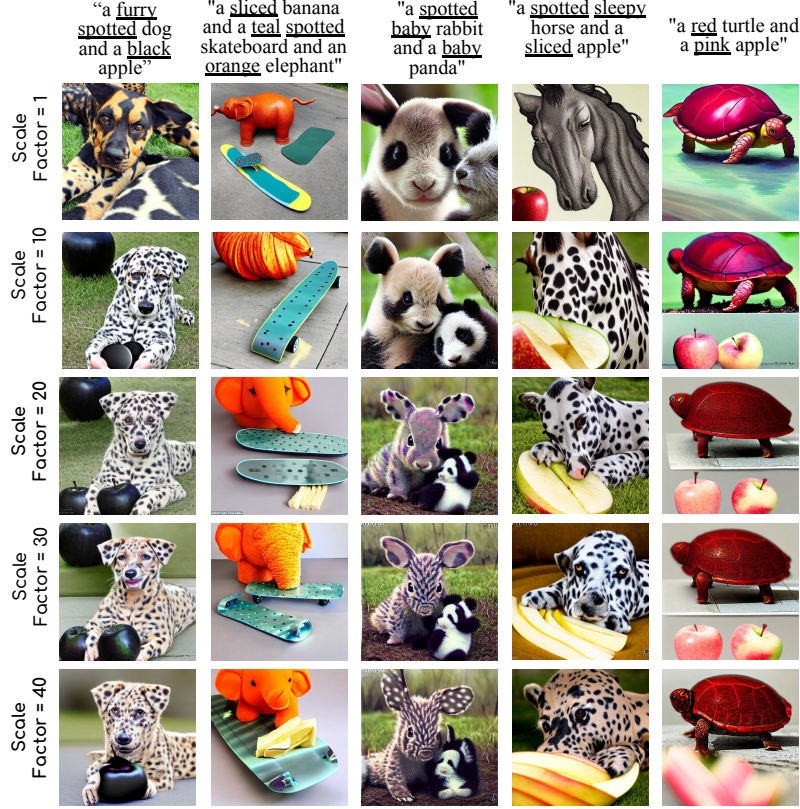 “a furry
spotted dog
and a black
apple”
"a sliced banana
and a teal spotted
skateboard and an
orange elephant"
"a spotted
baby rabbit
and a baby
panda"
"a spotted sleepy
horse and a
sliced apple"
"a red turtle and
a pink apple"
Scale
Factor = 1
Scale
Factor = 10
Scale
Factor = 20
Scale
Factor = 30
Scale
Factor = 40